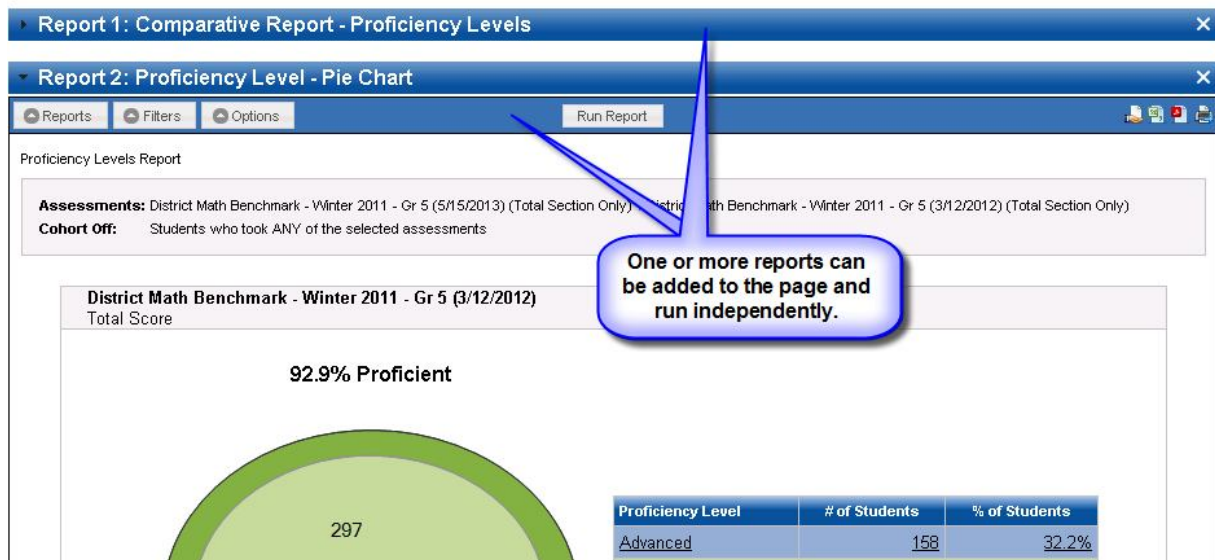 Report 1: Comparative Report - Proficiency Levels
Report 2: Proficiency Level - Pie Chart
Reports Filters Options Run Report
Proficiency Levels Report
Assessments: District Math Benchmark - Winter 2011 - Gr 5 (5/15/2013) (Total Section Only) Math Benchmark - Winter 2011 - Gr 5 (3/12/2012) (Total Section Only)
Cohort Off: Students who took ANY of the selected assessments
One or more reports can
be added to the page and
run independently.
District Math Benchmark - Winter 2011 - Gr 5 (3/12/2012)
Total Score
92.9% Proficient
297
Proficiency Level # of Students % of Students
Advanced 158 32.2%